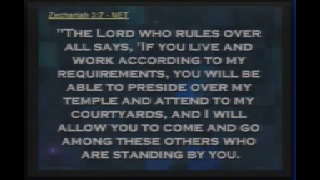 Zechariah 3:7 - NET
"THE LORD WHO RULES OVER
ALL SAYS, 'IF YOU LIVE AND
WORK ACCORDING TO MY
REQUIREMENTS, YOU WILL BE
ABLE TO PRESIDE OVER MY
TEMPLE AND ATTEND TO MY
COURTYARDS, AND I WILL
ALLOW YOU TO COME AND GO
AMONG THESE OTHERS WHO
ARE STANDING BY YOU.